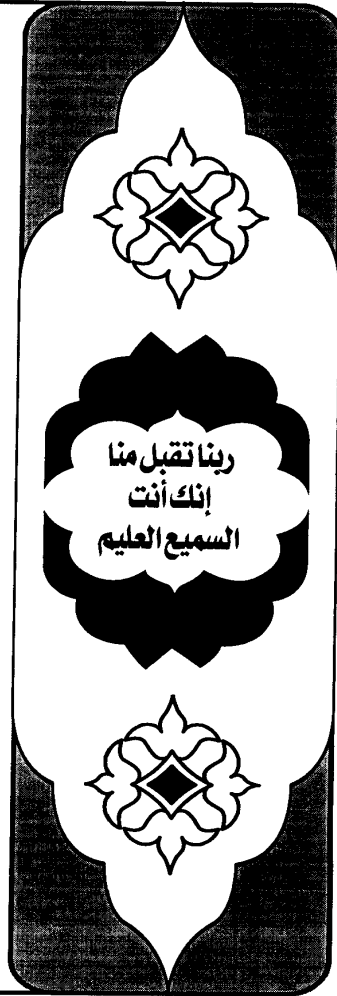 ربنا تقبل منا
إنك أنت
السميع العليم